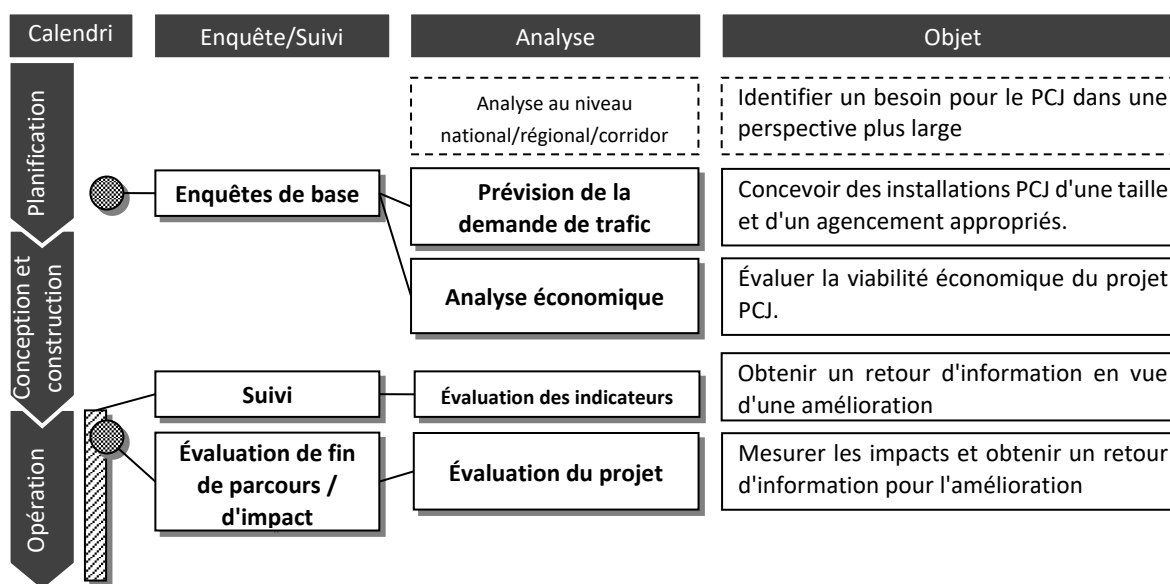 Calendri
Enquête/Suivi
Analyse
Objet
Planification
Analyse au niveau
national/régional/corridor
Identifier un besoin pour le PCJ dans une
perspective plus large
Enquêtes de base
Prévision de la
demande de trafic
Concevoir des installations PCJ d'une taille
et d'un agencement appropriés.
Conception et
construction
Analyse économique
Évaluer la viabilité économique du projet
PCJ.
Suivi
Évaluation des indicateurs
Obtenir un retour d'information en vue
d'une amélioration
Opération
Évaluation de fin
de parcours /
d'impact
Évaluation du projet
Mesurer les impacts et obtenir un retour
d'information pour l'amélioration